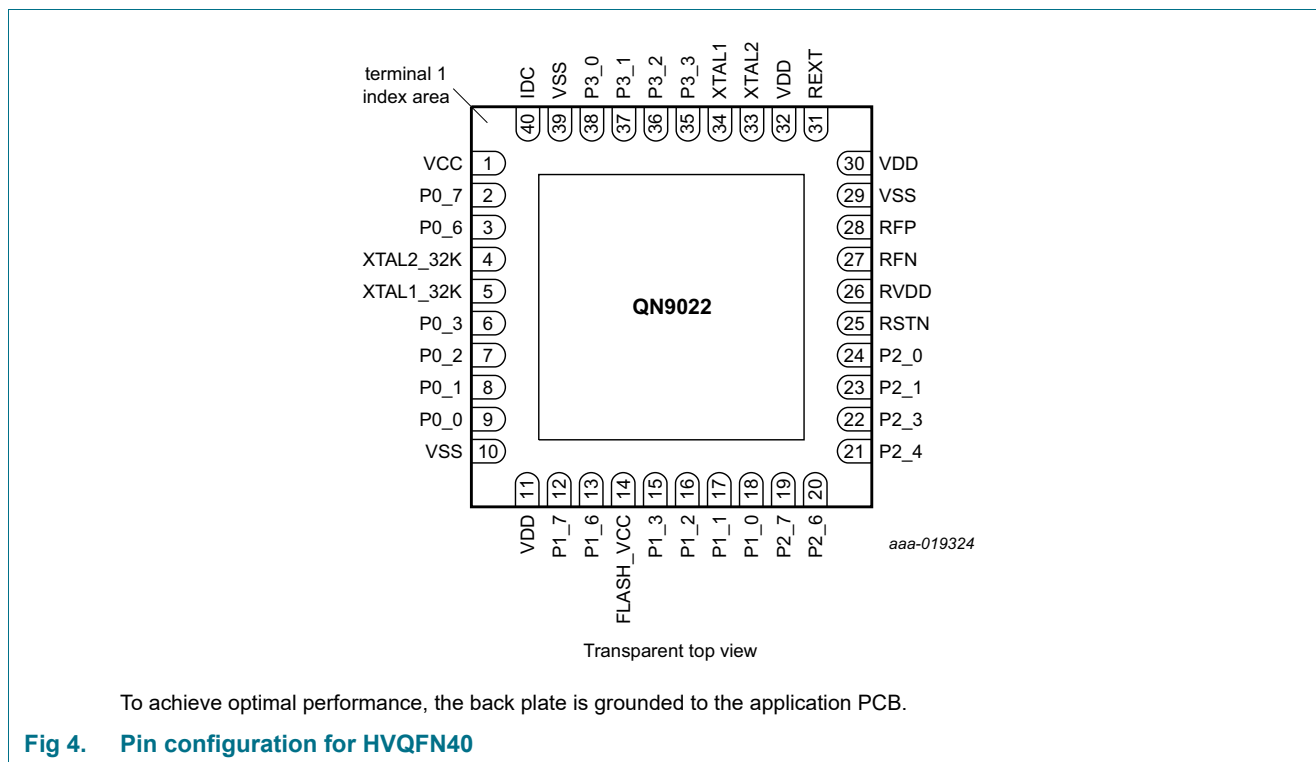 terminal 1
index area
IDC
VSS
P3_0
P3_1
P3_2
P3_3
XTAL1
XTAL2
VDD
REXT
40
39
38
37
36
35
34
33
32
31
VCC 1
P0_7 2
P0_6 3
XTAL2_32K 4
XTAL1_32K 5
P0_3 6
P0_2 7
P0_1 8
P0_0 9
VSS 10
QN9022
30 VDD
29 VSS
28 RFP
27 RFN
26 RVDD
25 RSTN
24 P2_0
23 P2_1
22 P2_3
21 P2_4
11
12
13
14
15
16
17
18
19
20
VDD
P1_7
P1_6
FLASH_VCC
P1_3
P1_2
P1_1
P1_0
P2_7
P2_6
aaa-019324
Transparent top view
To achieve optimal performance, the back plate is grounded to the application PCB.
Fig 4. Pin configuration for HVQFN40